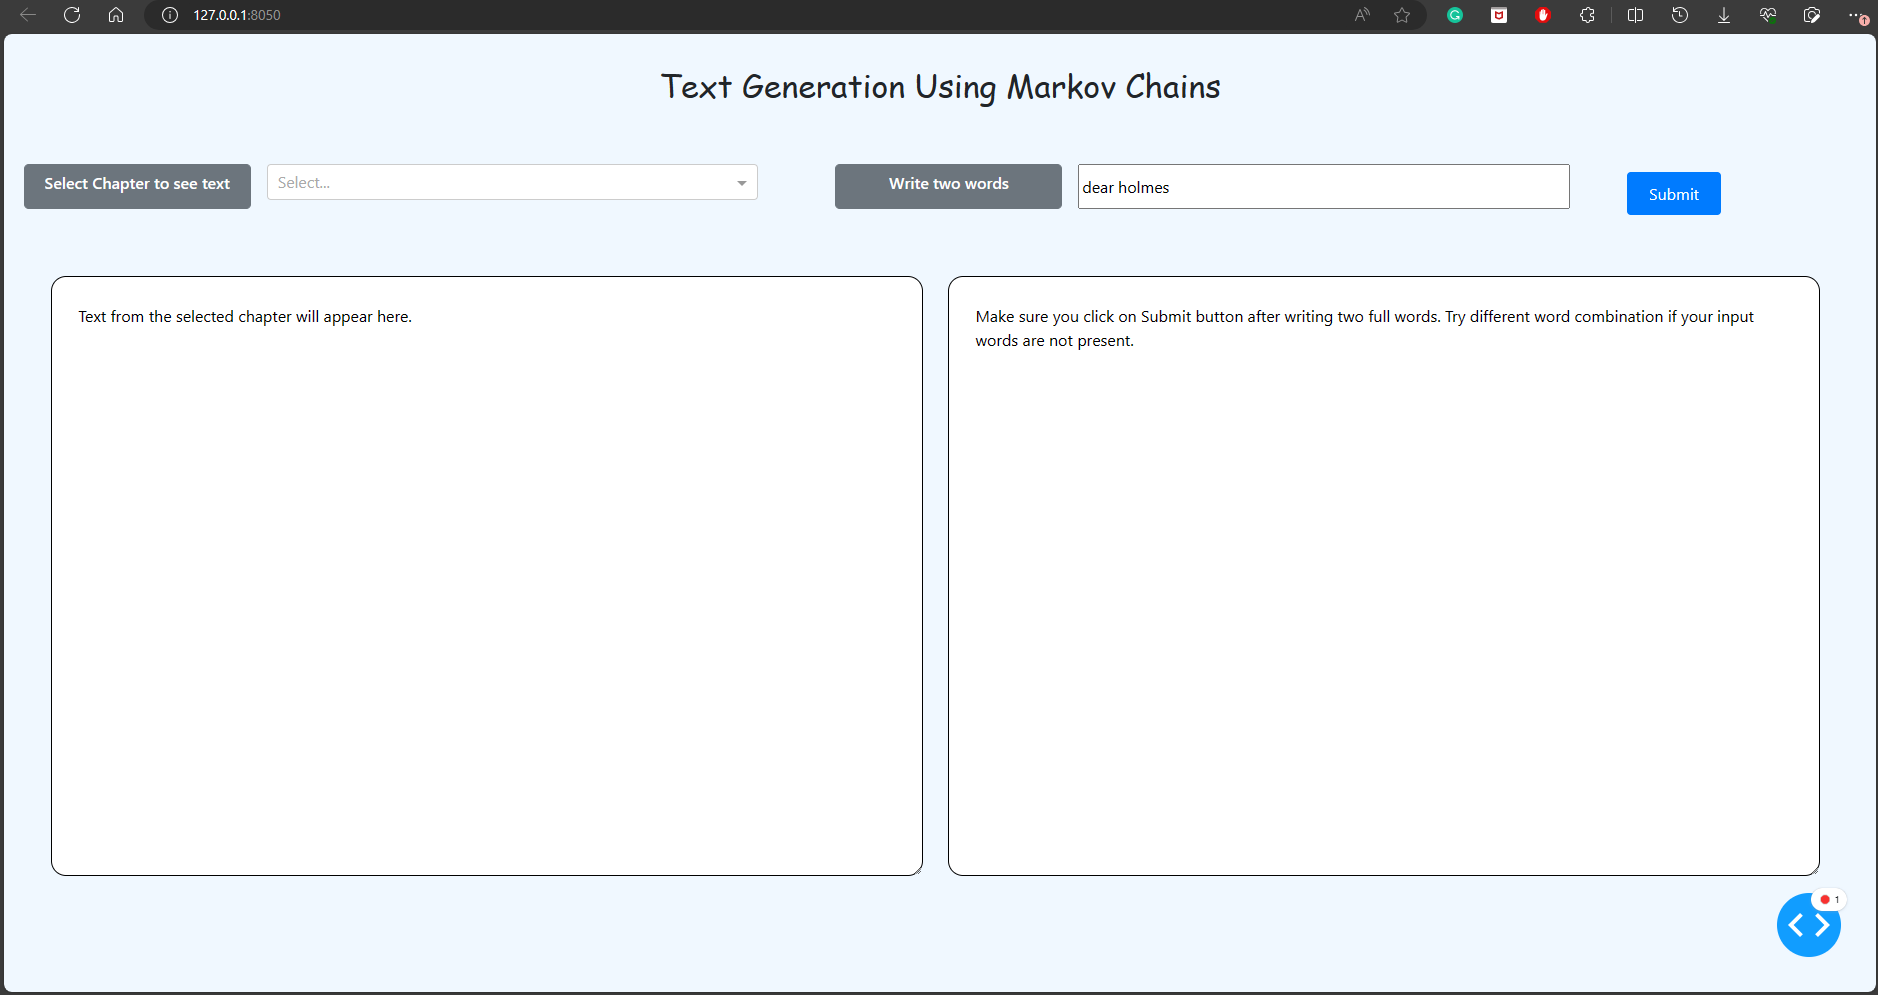 127.0.0.1:8050
Text Generation Using Markov Chains
Select Chapter to see text
Select...
Write two words
dear holmes
Submit
Text from the selected chapter will appear here.
Make sure you click on Submit button after writing two full words. Try different word combination if your input
words are not present.
1